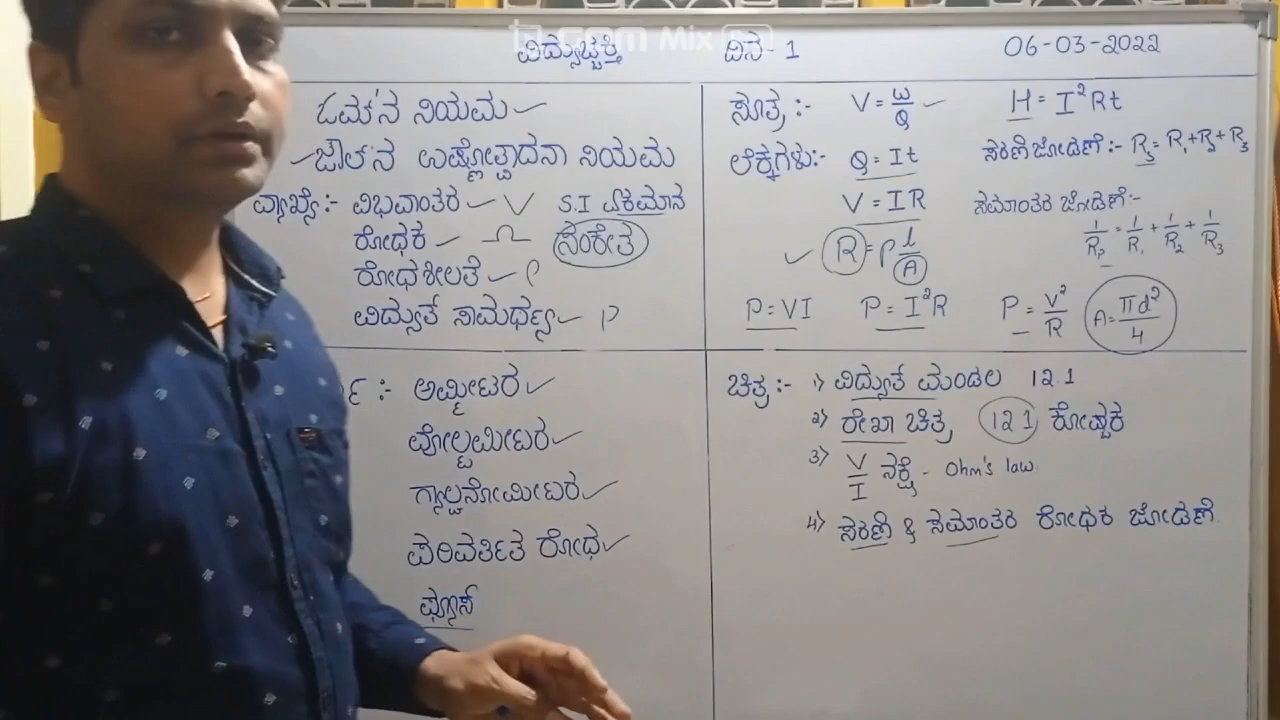 ವಿದ್ಯುಚ್ಛಕ್ತಿ ದಿನ - 1 06-03-2022
ಓಮ್‌ನ ನಿಯಮ
ಜೌಲ್‌ನ ಉಷ್ಣೋತ್ಪಾದನಾ ನಿಯಮ
ವ್ಯಾಖ್ಯೆ :- ವಿಭವಾಂತರ V S.I ಏಕಮಾನ
ರೋಧಕ Ω ಸಂಕೇತ
ರೋಧಶೀಲತೆ ρ
ವಿದ್ಯುತ್ ಸಾಮರ್ಥ್ಯ P
ಸೂತ್ರ :- V = W/Q H = I²Rt
ಲೆಕ್ಕಗಳು:- Q = It ಸರಣಿ ಜೋಡಣೆ :- Rs = R1 + R2 + R3
V = IR ಸಮಾಂತರ ಜೋಡಣೆ:-
R = ρ l/A 1/Rp = 1/R1 + 1/R2 + 1/R3
P = VI P = I²R P = V²/R A = πd²/4
:- ಅಮ್ಮೀಟರ್
ವೋಲ್ಟ್‌ಮೀಟರ್
ಗ್ಯಾಲ್ವನೋಮೀಟರ್
ಪರಿವರ್ತಿತ ರೋಧ
ಫ್ಯೂಸ್
ಚಿತ್ರ :- 1) ವಿದ್ಯುತ್ ಮಂಡಲ 12.1
2) ರೇಖಾ ಚಿತ್ರ 12.1 ಕೋಷ್ಟಕ
3) V/I ನಕ್ಷೆ - Ohm's law
4) ಸರಣಿ & ಸಮಾಂತರ ರೋಧಕ ಜೋಡಣೆ